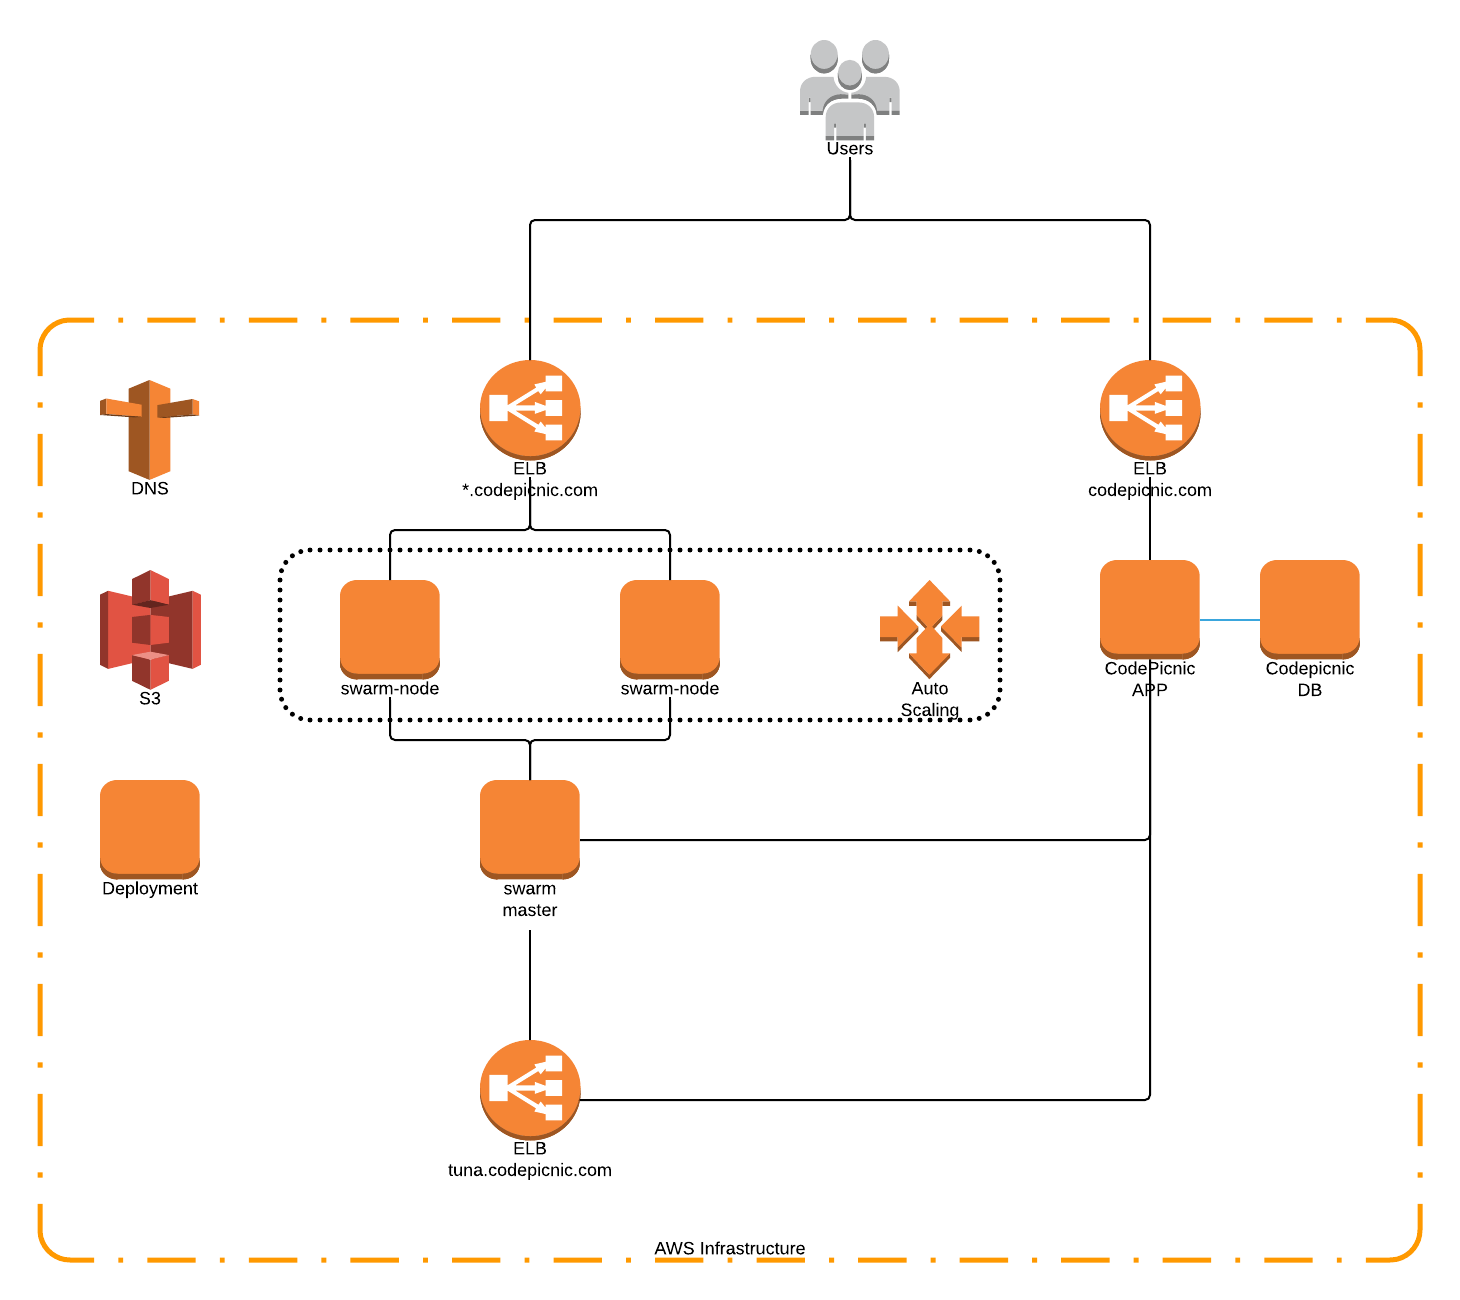 Users
ELB
*.codepicnic.com
ELB
codepicnic.com
DNS
swarm-node
swarm-node
Auto
Scaling
CodePicnic
APP
Codepicnic
DB
S3
Deployment
swarm
master
ELB
tuna.codepicnic.com
AWS Infrastructure